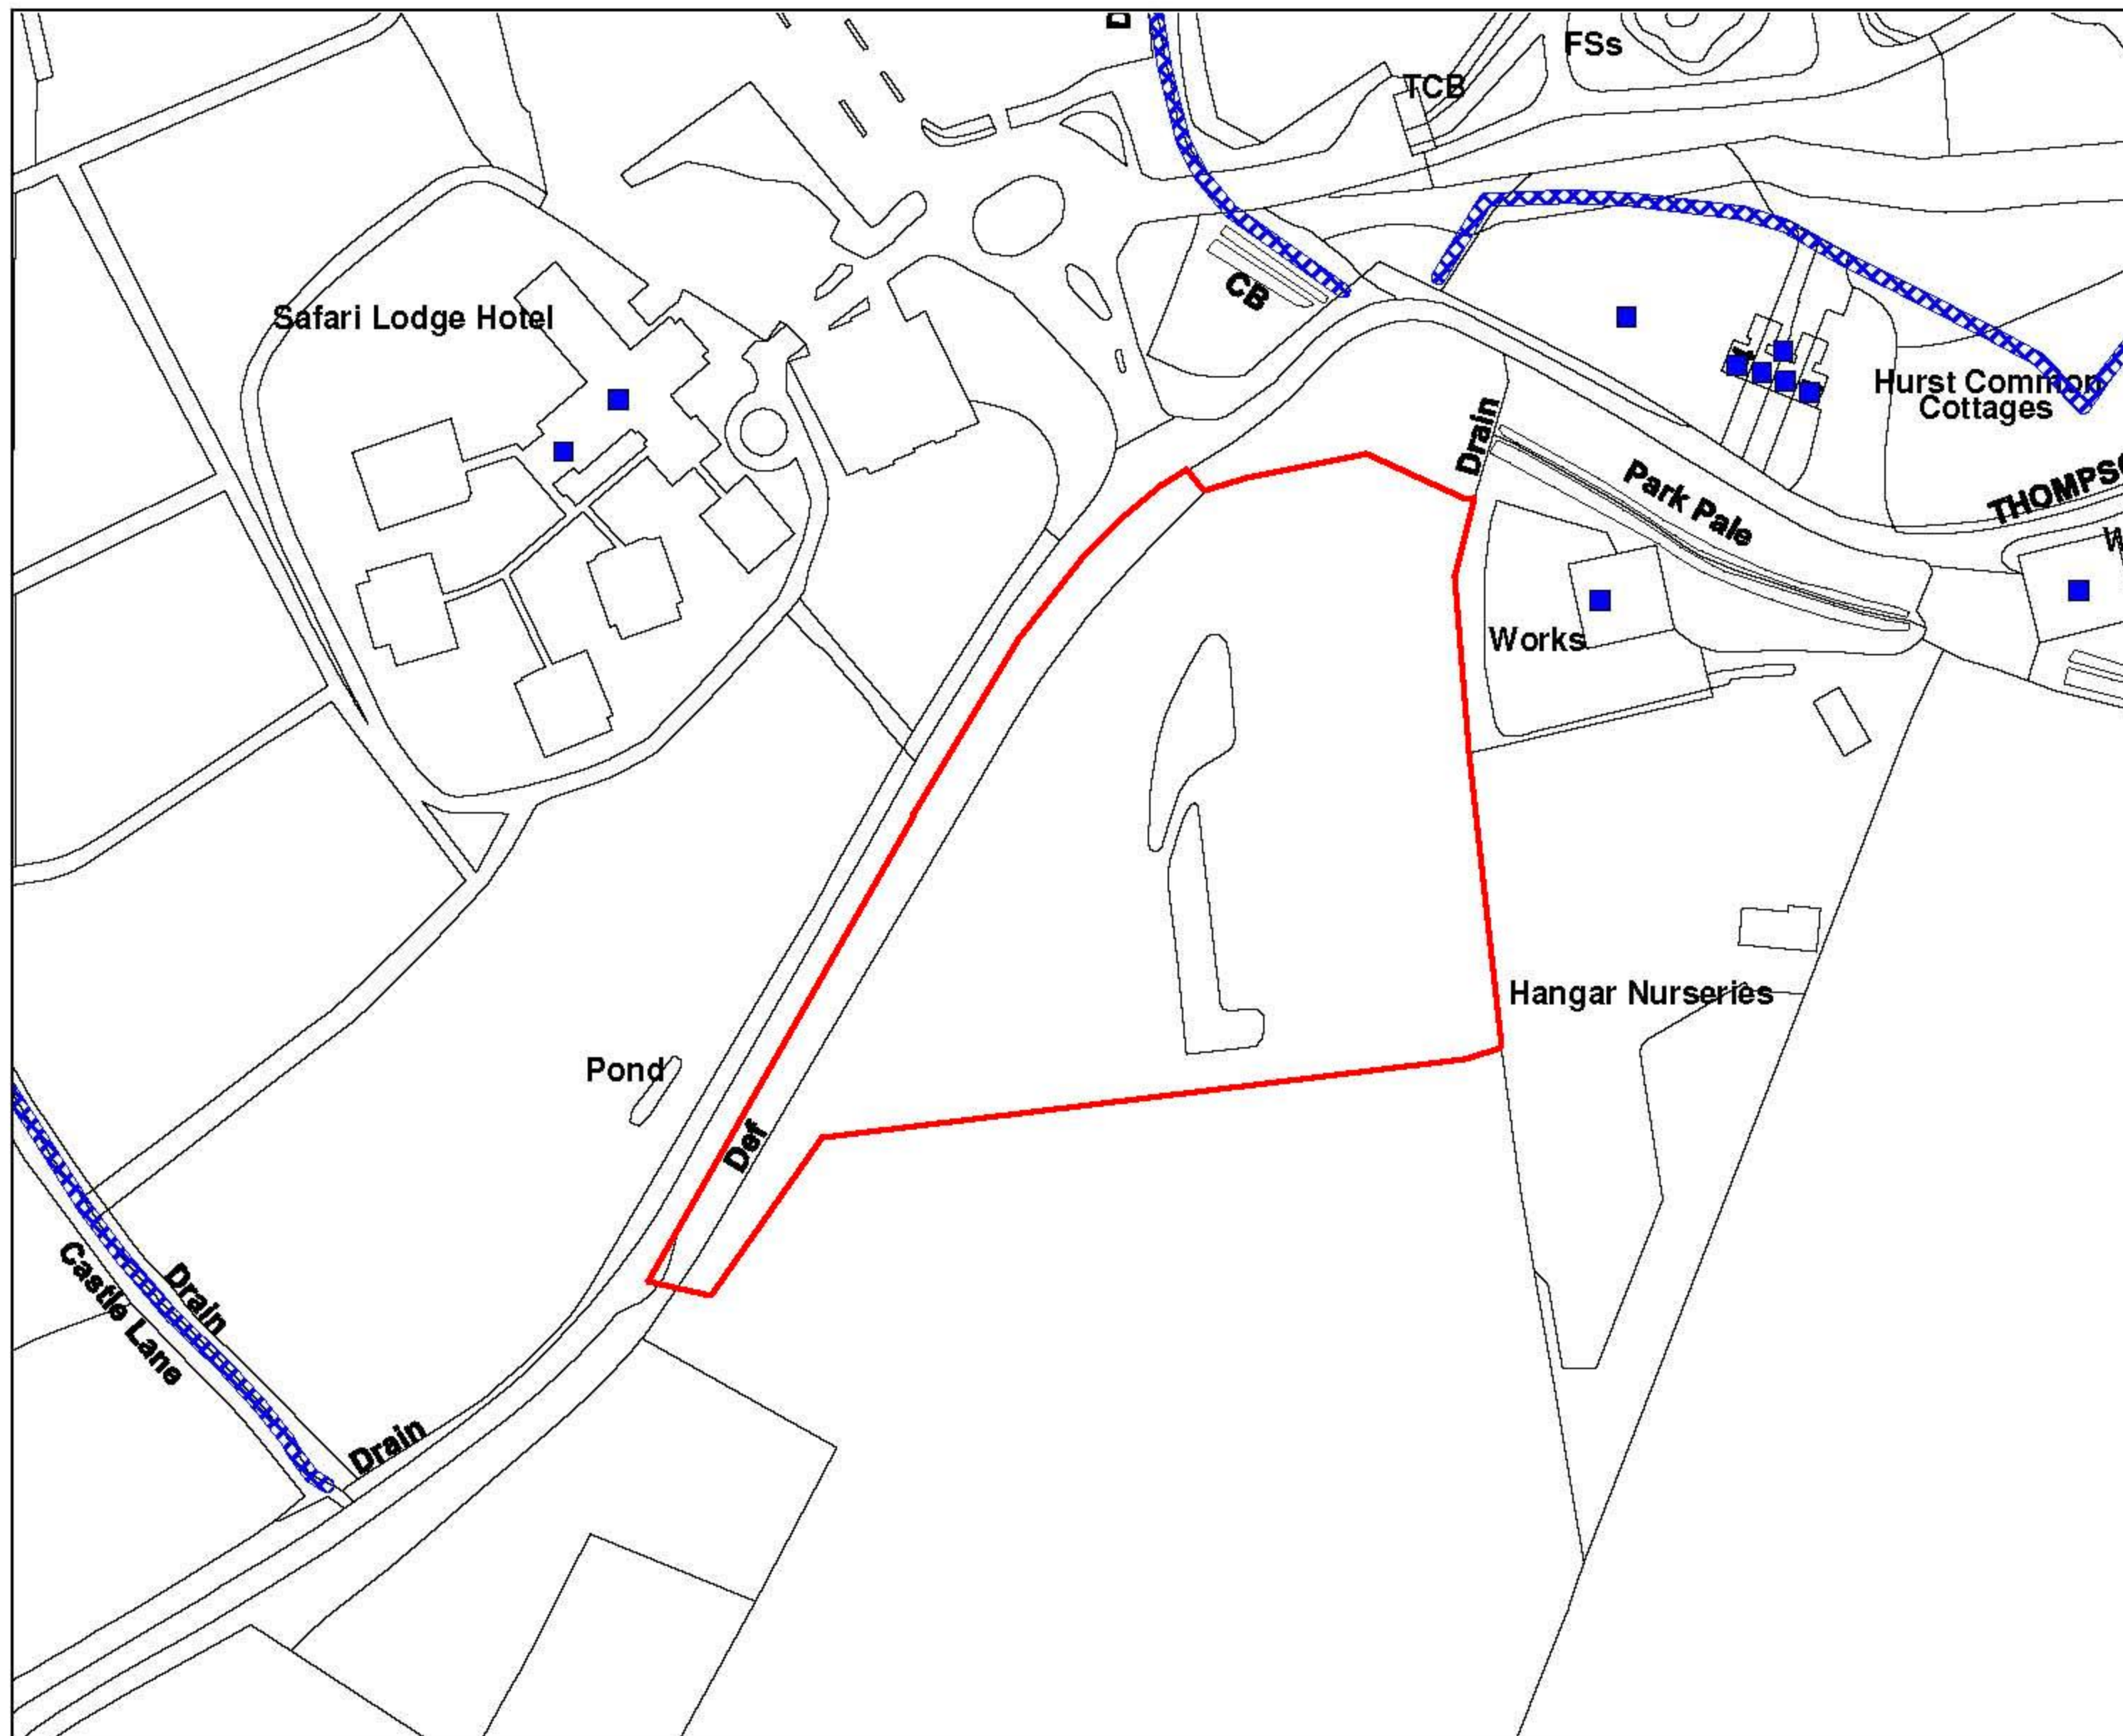 D
FSs
TCB
CB
Safari Lodge Hotel
Hurst Common
Cottages
Drain
Park Pale
THOMPS
Works
Hangar Nurseries
Pond
Def
Drain
Castle Lane
Drain